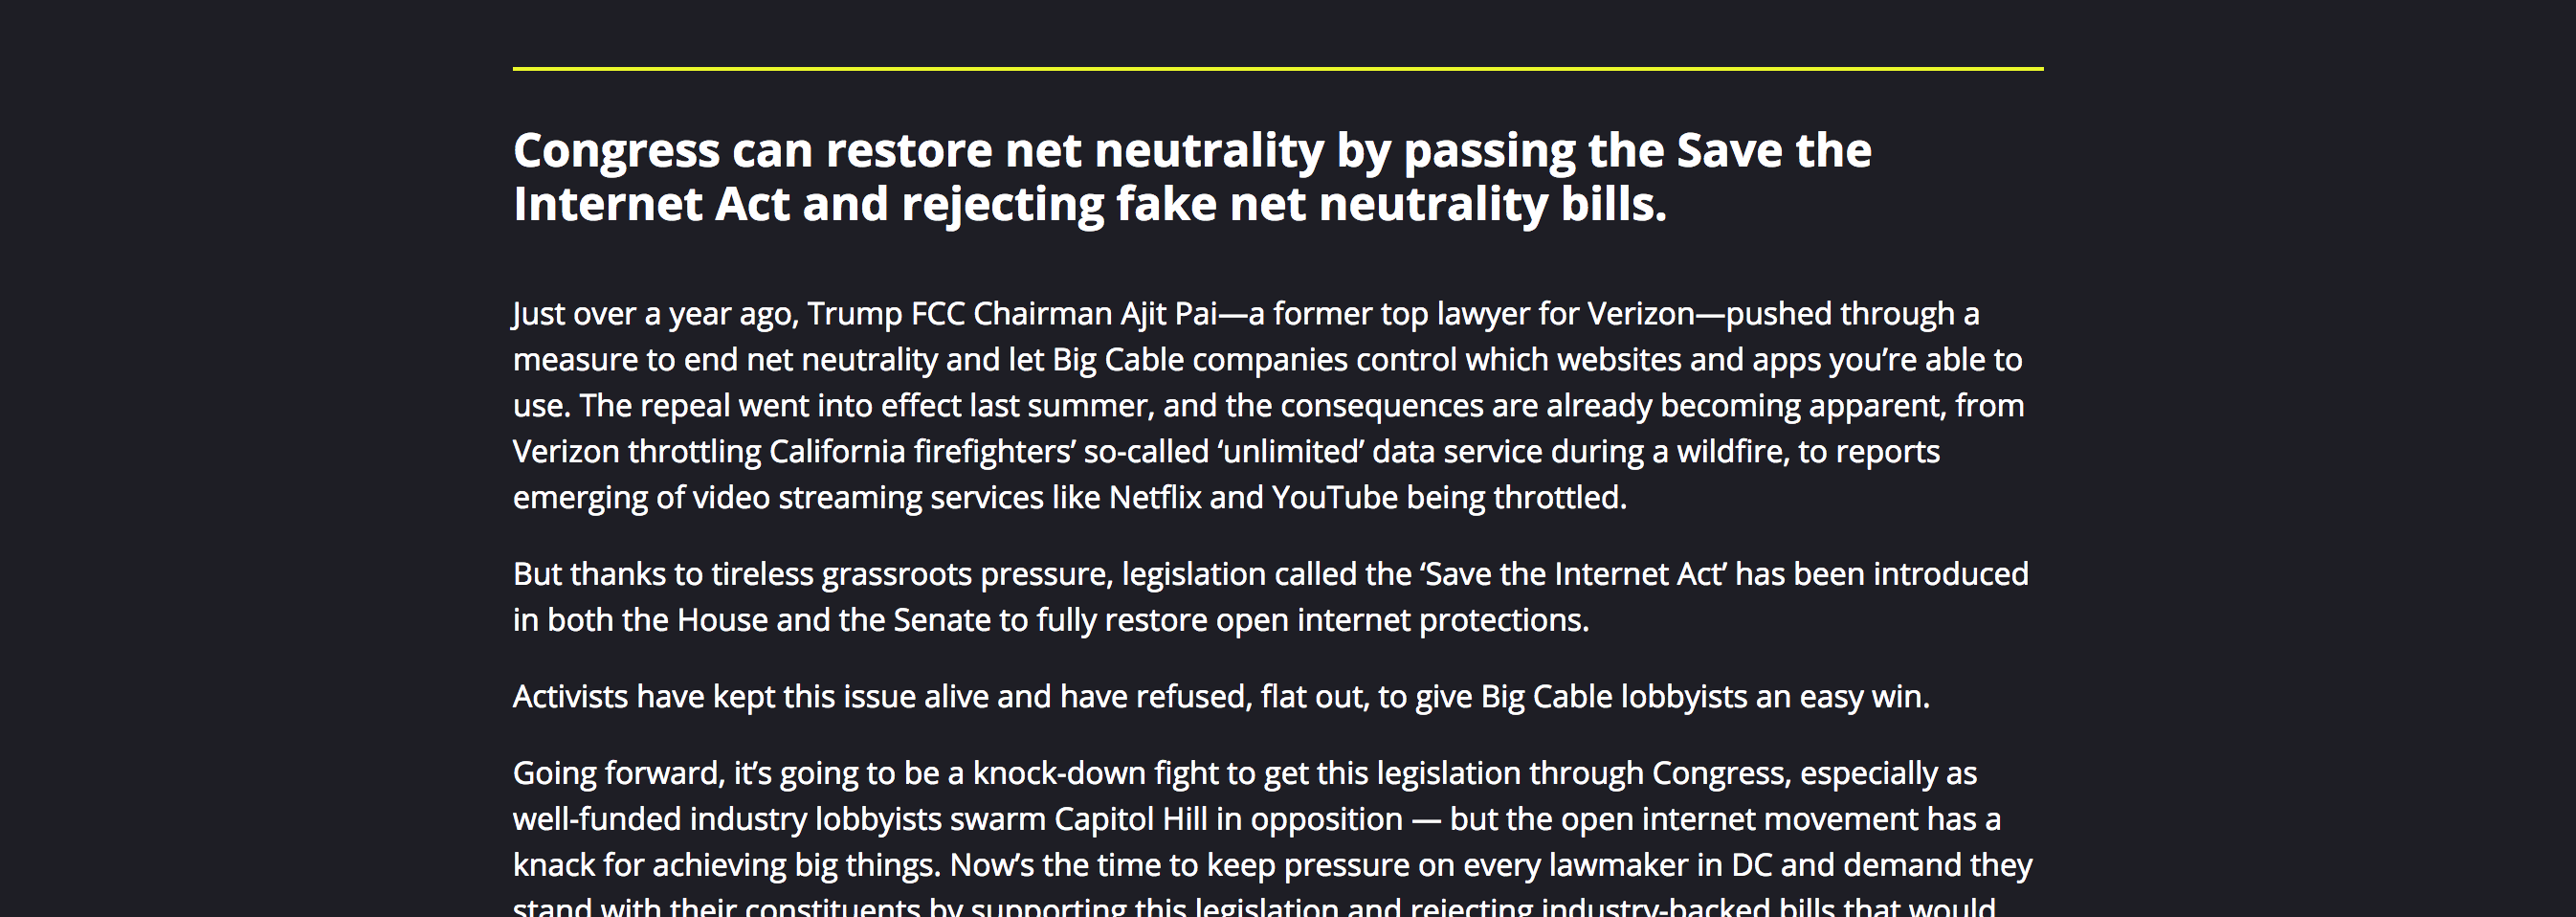 Congress can restore net neutrality by passing the Save the
Internet Act and rejecting fake net neutrality bills.
Just over a year ago, Trump FCC Chairman Ajit Pai—a former top lawyer for Verizon—pushed through a
measure to end net neutrality and let Big Cable companies control which websites and apps you’re able to
use. The repeal went into effect last summer, and the consequences are already becoming apparent, from
Verizon throttling California firefighters’ so-called ‘unlimited’ data service during a wildfire, to reports
emerging of video streaming services like Netflix and YouTube being throttled.
But thanks to tireless grassroots pressure, legislation called the ‘Save the Internet Act’ has been introduced
in both the House and the Senate to fully restore open internet protections.
Activists have kept this issue alive and have refused, flat out, to give Big Cable lobbyists an easy win.
Going forward, it’s going to be a knock-down fight to get this legislation through Congress, especially as
well-funded industry lobbyists swarm Capitol Hill in opposition — but the open internet movement has a
knack for achieving big things. Now’s the time to keep pressure on every lawmaker in DC and demand they
stand with their constituents by supporting this legislation and rejecting industry-backed bills that would